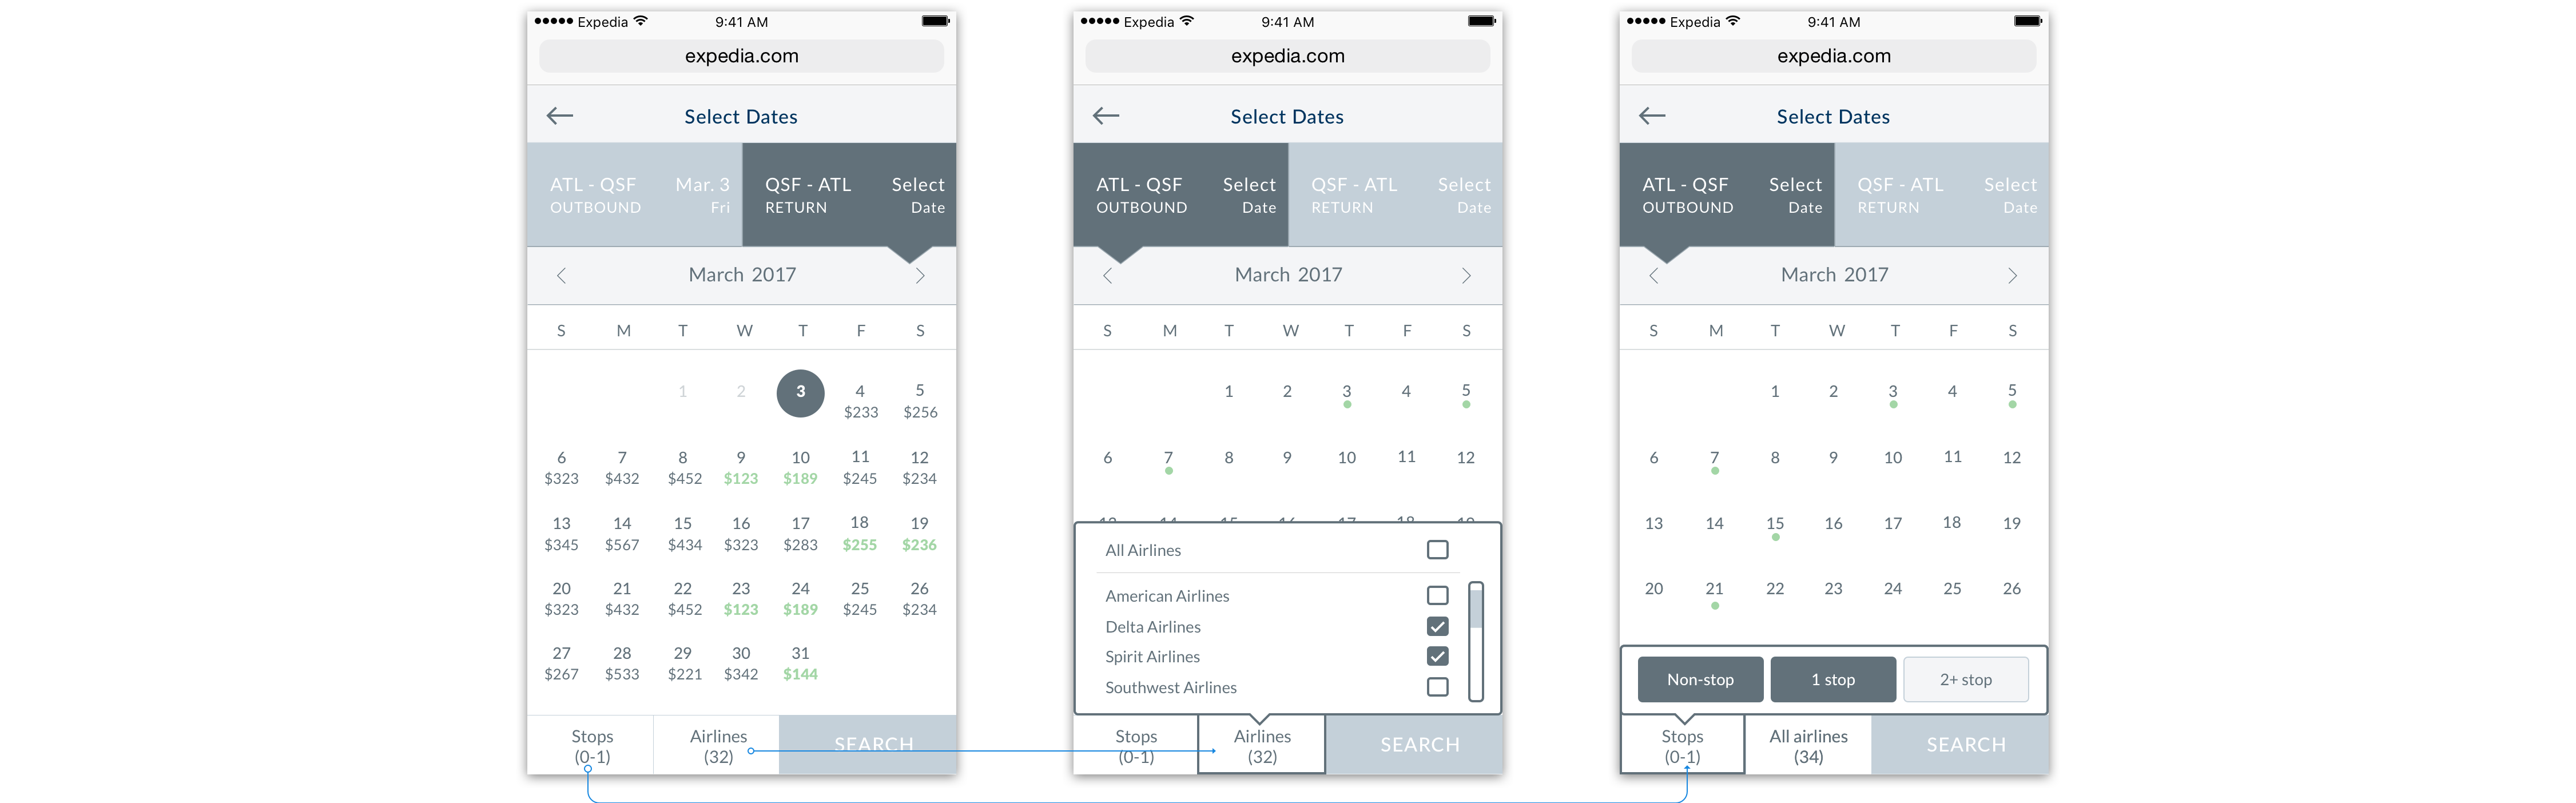 Expedia 9:41 AM
expedia.com
Select Dates
ATL - QSF Mar. 3 QSF - ATL Select
OUTBOUND Fri RETURN Date
March 2017
S M T W T F S
1 2 3 4 5
$233 $256
6 7 8 9 10 11 12
$323 $432 $452 $123 $189 $245 $234
13 14 15 16 17 18 19
$345 $567 $434 $323 $283 $255 $236
20 21 22 23 24 25 26
$323 $432 $452 $123 $189 $245 $234
27 28 29 30 31
$267 $533 $221 $342 $144
Stops Airlines SEARCH
(0-1) (32)
Expedia 9:41 AM
expedia.com
Select Dates
ATL - QSF Select QSF - ATL Select
OUTBOUND Date RETURN Date
March 2017
S M T W T F S
1 2 3 4 5
6 7 8 9 10 11 12
13 14 15 16 17 18 19
All Airlines
American Airlines
Delta Airlines
Spirit Airlines
Southwest Airlines
Stops Airlines SEARCH
(0-1) (32)
Expedia 9:41 AM
expedia.com
Select Dates
ATL - QSF Select QSF - ATL Select
OUTBOUND Date RETURN Date
March 2017
S M T W T F S
1 2 3 4 5
6 7 8 9 10 11 12
13 14 15 16 17 18 19
20 21 22 23 24 25 26
Non-stop 1 stop 2+ stop
Stops All airlines SEARCH
(0-1) (34)